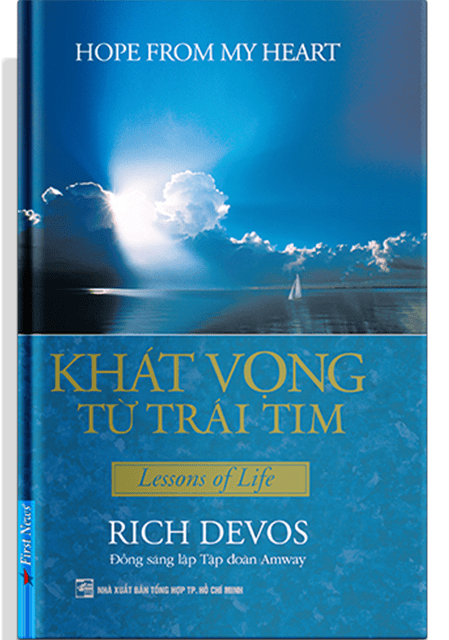 HOPE FROM MY HEART
KHÁT VỌNG
TỪ TRÁI TIM
Lessons of Life
RICH DEVOS
Đồng sáng lập Tập đoàn Amway
NHÀ XUẤT BẢN TỔNG HỢP TP. HỒ CHÍ MINH
First News